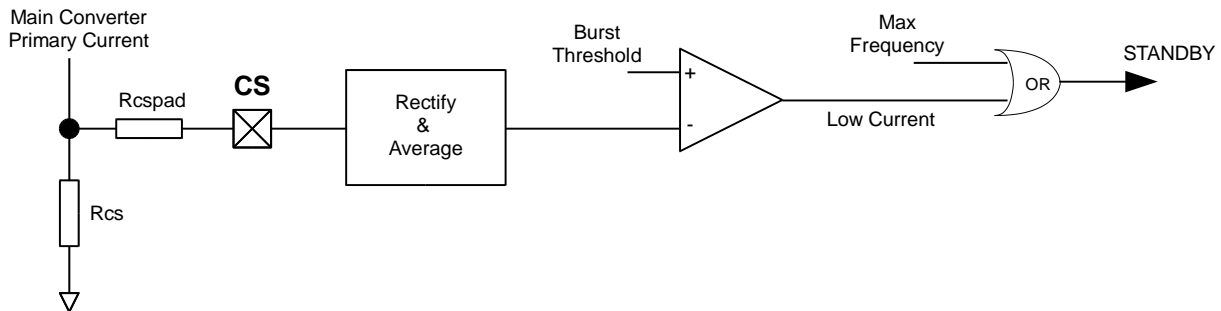 Main Converter
Primary Current
Rcspad
CS
Rcs
Rectify
&
Average
Burst
Threshold
+
-
Low Current
Max
Frequency
OR
STANDBY